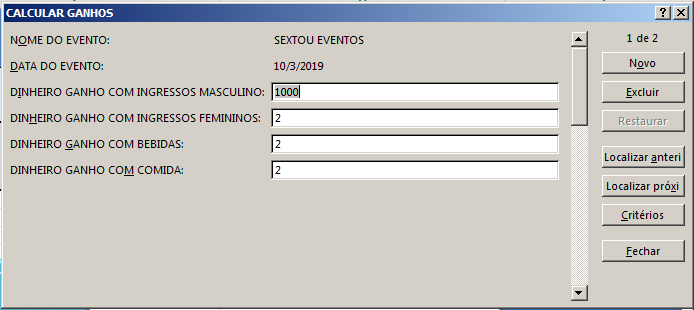 CALCULAR GANHOS
NOME DO EVENTO: SEXTOU EVENTOS
DATA DO EVENTO: 10/3/2019
DINHEIRO GANHO COM INGRESSOS MASCULINO: 1000
DINHEIRO GANHO COM INGRESSOS FEMININOS: 2
DINHEIRO GANHO COM BEBIDAS: 2
DINHEIRO GANHO COM COMIDA: 2
1 de 2
Novo
Excluir
Restaurar
Localizar anteri
Localizar próxi
Critérios
Fechar